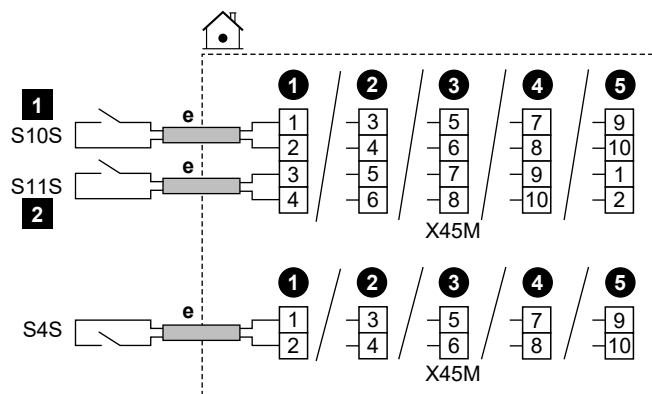 1 2 3 4 5
1
S10S e 1 3 5 7 9
2 4 6 8 10
S11S e 3 5 7 9 1
4 6 8 10 2
2
X45M
1 2 3 4 5
S4S e 1 3 5 7 9
2 4 6 8 10
X45M